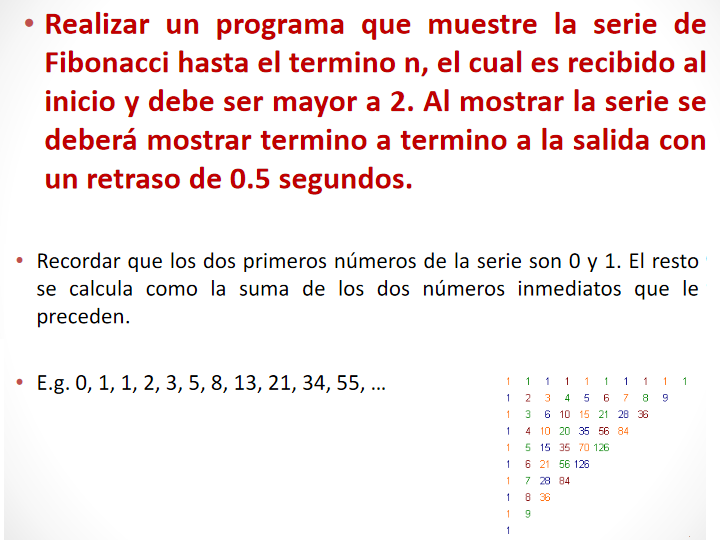 • Realizar un programa que muestre la serie de
Fibonacci hasta el termino n, el cual es recibido al
inicio y debe ser mayor a 2. Al mostrar la serie se
deberá mostrar termino a termino a la salida con
un retraso de 0.5 segundos.
• Recordar que los dos primeros números de la serie son 0 y 1. El resto
se calcula como la suma de los dos números inmediatos que le
preceden.
• E.g. 0, 1, 1, 2, 3, 5, 8, 13, 21, 34, 55, ...
1 1 1 1 1 1 1 1 1 1
1 2 3 4 5 6 7 8 9
1 3 6 10 15 21 28 36
1 4 10 20 35 56 84
1 5 15 35 70 126
1 6 21 56 126
1 7 28 84
1 8 36
1 9
1